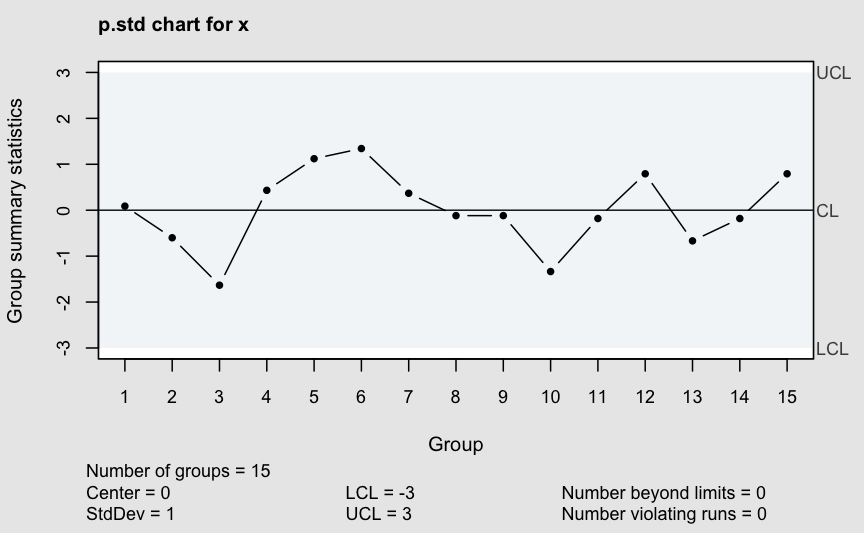 p.std chart for x
Group summary statistics
3
2
1
0
-1
-2
-3
UCL
CL
LCL
1 2 3 4 5 6 7 8 9 10 11 12 13 14 15
Group
Number of groups = 15
Center = 0 LCL = -3 Number beyond limits = 0
StdDev = 1 UCL = 3 Number violating runs = 0